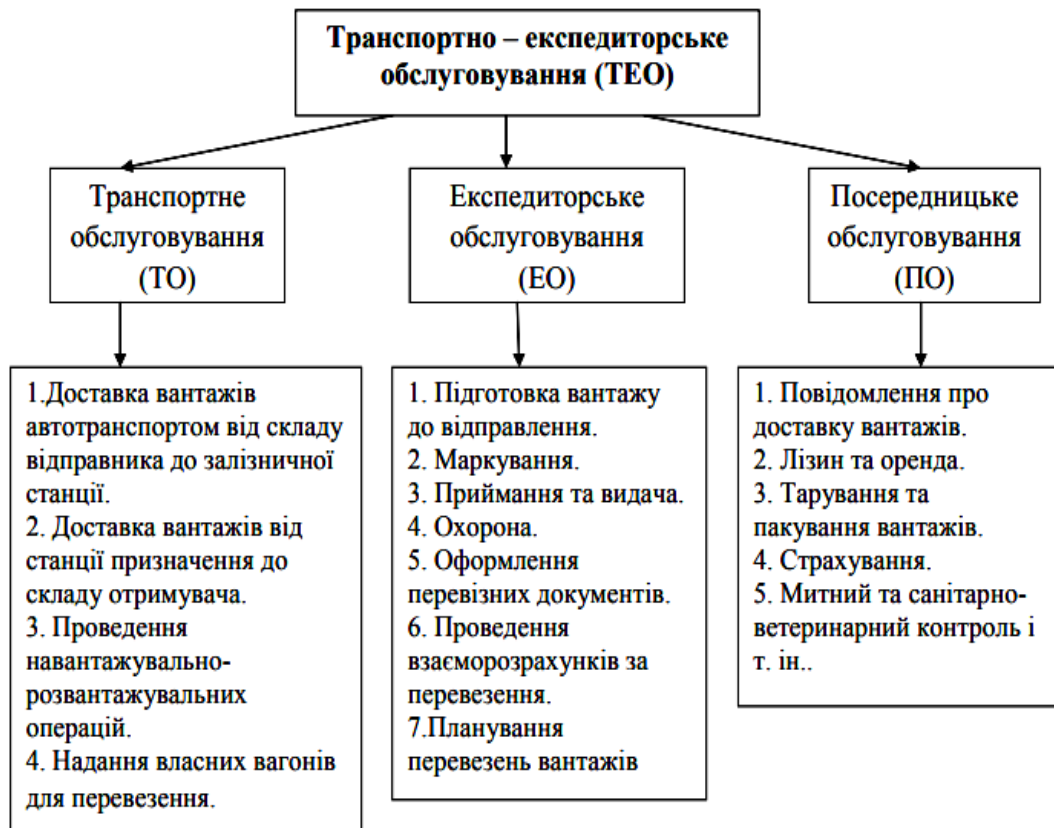 Транспортно – експедиторське
обслуговування (ТЕО)
Транспортне
обслуговування
(ТО)
Експедиторське
обслуговування
(ЕО)
Посередницьке
обслуговування
(ПО)
1.Доставка вантажів
автотранспортом від складу
відправника до залізничної
станції.
2. Доставка вантажів від
станції призначення до
складу отримувача.
3. Проведення
навантажувально-
розвантажувальних
операцій.
4. Надання власних вагонів
для перевезення.
1. Підготовка вантажу
до відправлення.
2. Маркування.
3. Приймання та видача.
4. Охорона.
5. Оформлення
перевізних документів.
6. Проведення
взаєморозрахунків за
перевезення.
7.Планування
перевезень вантажів
1. Повідомлення про
доставку вантажів.
2. Лізин та оренда.
3. Тарування та
пакування вантажів.
4. Страхування.
5. Митний та санітарно-
ветеринарний контроль і
т. ін..